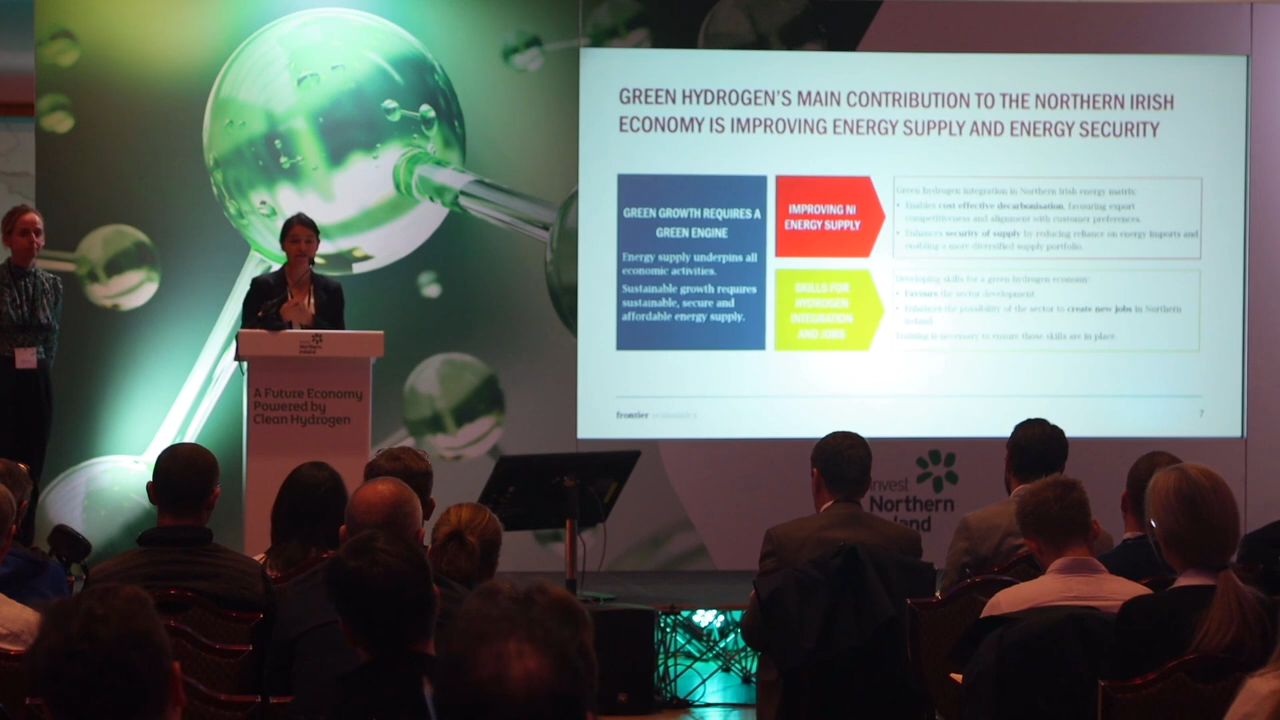 GREEN HYDROGEN'S MAIN CONTRIBUTION TO THE NORTHERN IRISH
ECONOMY IS IMPROVING ENERGY SUPPLY AND ENERGY SECURITY
GREEN GROWTH REQUIRES A
GREEN ENGINE
Energy supply underpins all
economic activities.
Sustainable growth requires
sustainable, secure and
affordable energy supply.
IMPROVING NI
ENERGY SUPPLY
Green hydrogen integration in Northern Irish energy matrix:
• Enables cost effective decarbonisation, favouring export
competitiveness and alignment with customer preferences.
• Enhances security of supply by reducing reliance on energy imports and
enabling a more diversified supply portfolio.
SKILLS FOR
HYDROGEN
INTEGRATION
AND JOBS
Developing skills for a green hydrogen economy:
• Favours the sector development.
• Enhances the possibility of the sector to create new jobs in Northern
Ireland.
Training is necessary to ensure those skills are in place.
frontier economics
7
Invest
Northern
Ireland
A Future Economy
Powered by
Clean Hydrogen
invest
Northern
land